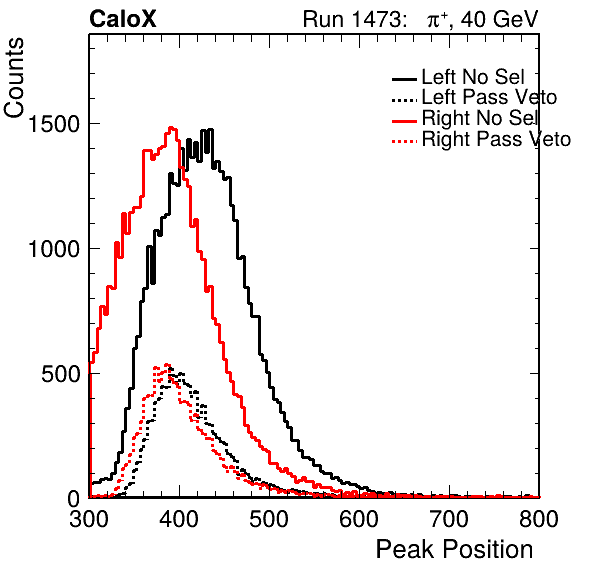 CaloX Run 1473: π⁺, 40 GeV
Counts
Left No Sel
Left Pass Veto
Right No Sel
Right Pass Veto
1500
1000
500
0
300 400 500 600 700 800
Peak Position